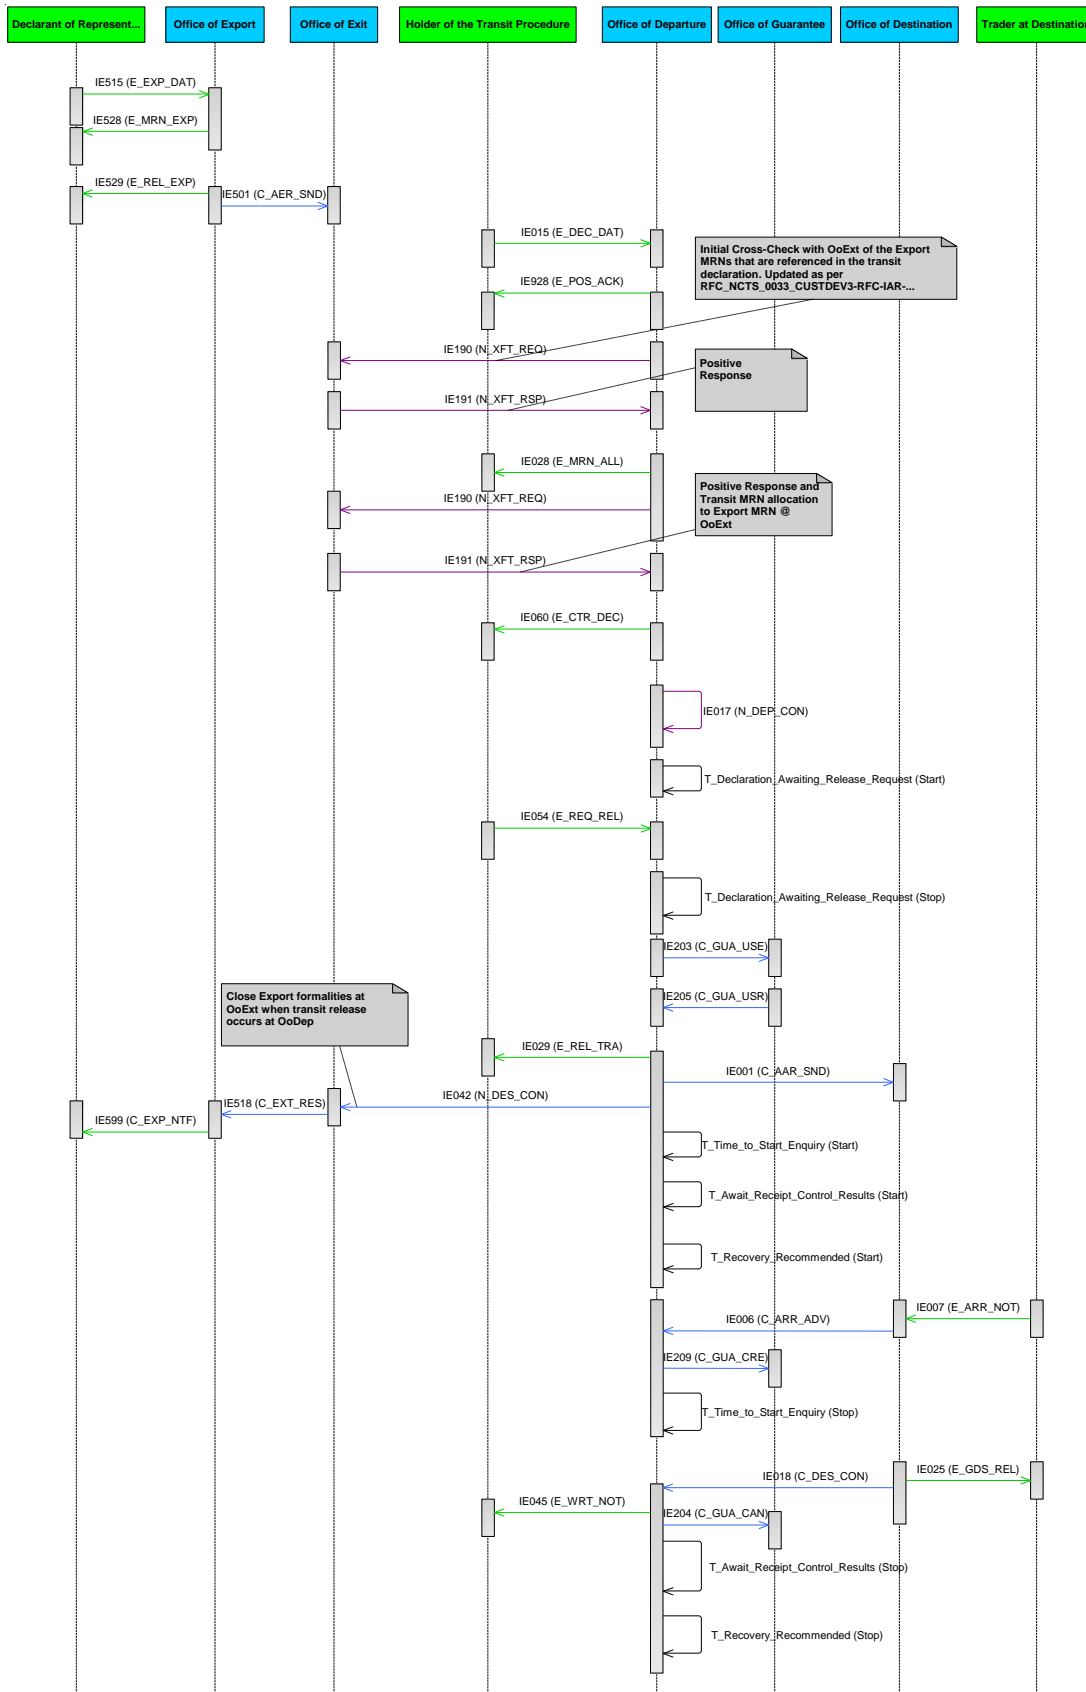 Declarant of Represent...
Office of Export
Office of Exit
Holder of the Transit Procedure
Office of Departure
Office of Guarantee
Office of Destination
Trader at Destination
IE515 (E_EXP_DAT)
IE528 (E_MRN_EXP)
IE529 (E_REL_EXP)
IE501 (C_AER_SND)
IE015 (E_DEC_DAT)
Initial Cross-Check with OoExt of the Export
MRNs that are referenced in the transit
declaration. Updated as per
RFC_NCTS_0033_CUSTDEV3-RFC-IAR-...
IE928 (E_POS_ACK)
IE190 (N_XFT_REQ)
Positive
Response
IE191 (N_XFT_RSP)
IE028 (E_MRN_ALL)
Positive Response and
Transit MRN allocation
to Export MRN @
OoExt
IE190 (N_XFT_REQ)
IE191 (N_XFT_RSP)
IE060 (E_CTR_DEC)
IE017 (N_DEP_CON)
T_Declaration_Awaiting_Release_Request (Start)
IE054 (E_REQ_REL)
T_Declaration_Awaiting_Release_Request (Stop)
IE203 (C_GUA_USE)
Close Export formalities at
OoExt when transit release
occurs at OoDep
IE205 (C_GUA_USR)
IE029 (E_REL_TRA)
IE001 (C_AAR_SND)
IE042 (N_DES_CON)
IE518 (C_EXT_RES)
IE599 (C_EXP_NTF)
T_Time_to_Start_Enquiry (Start)
T_Await_Receipt_Control_Results (Start)
T_Recovery_Recommended (Start)
IE007 (E_ARR_NOT)
IE006 (C_ARR_ADV)
IE209 (C_GUA_CRE)
T_Time_to_Start_Enquiry (Stop)
IE025 (E_GDS_REL)
IE018 (C_DES_CON)
IE045 (E_WRT_NOT)
IE204 (C_GUA_CAN)
T_Await_Receipt_Control_Results (Stop)
T_Recovery_Recommended (Stop)